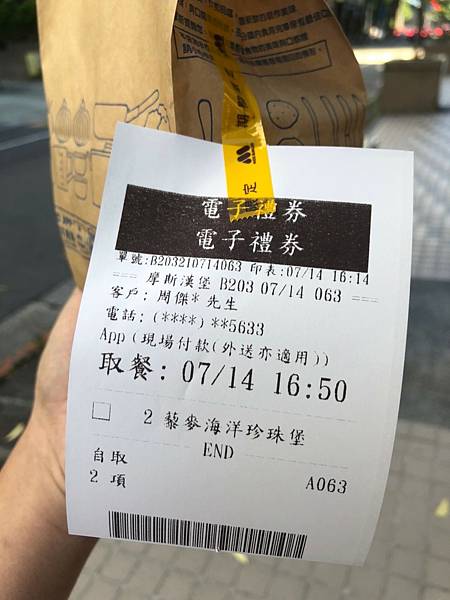 電子禮券
電子禮券
單號:B203210714063 印表:07/14 16:14
=== 摩斯漢堡 B203 07/14 063 ===
客戶: 周傑* 先生
電話: (****) **5633
App(現場付款(外送亦適用))
取餐: 07/14 16:50
□ 2 藜麥海洋珍珠堡
END
自取
2 項 A063